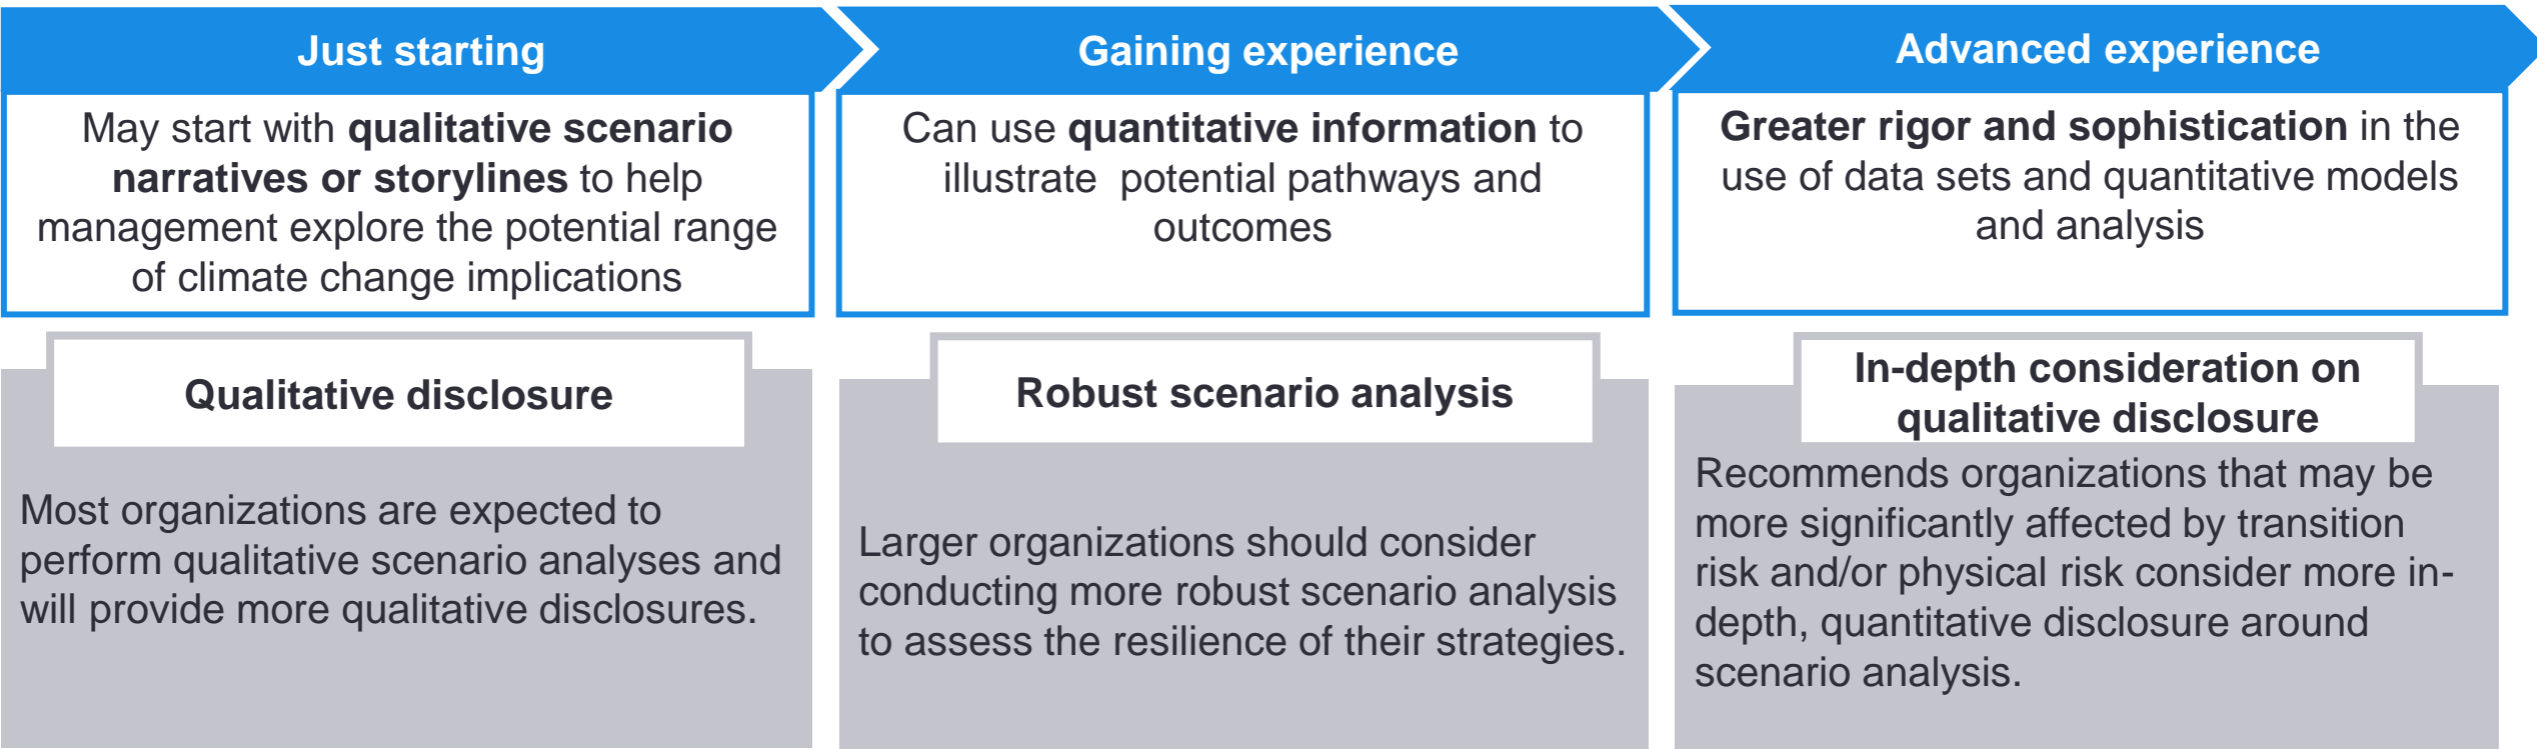 Just starting
May start with qualitative scenario
narratives or storylines to help
management explore the potential range
of climate change implications
Qualitative disclosure
Most organizations are expected to
perform qualitative scenario analyses and
will provide more qualitative disclosures.
Gaining experience
Can use quantitative information to
illustrate  potential pathways and
outcomes
Robust scenario analysis
Larger organizations should consider
conducting more robust scenario analysis
to assess the resilience of their strategies.
Advanced experience
Greater rigor and sophistication in the
use of data sets and quantitative models
and analysis
In-depth consideration on
qualitative disclosure
Recommends organizations that may be
more significantly affected by transition
risk and/or physical risk consider more in-
depth, quantitative disclosure around
scenario analysis.